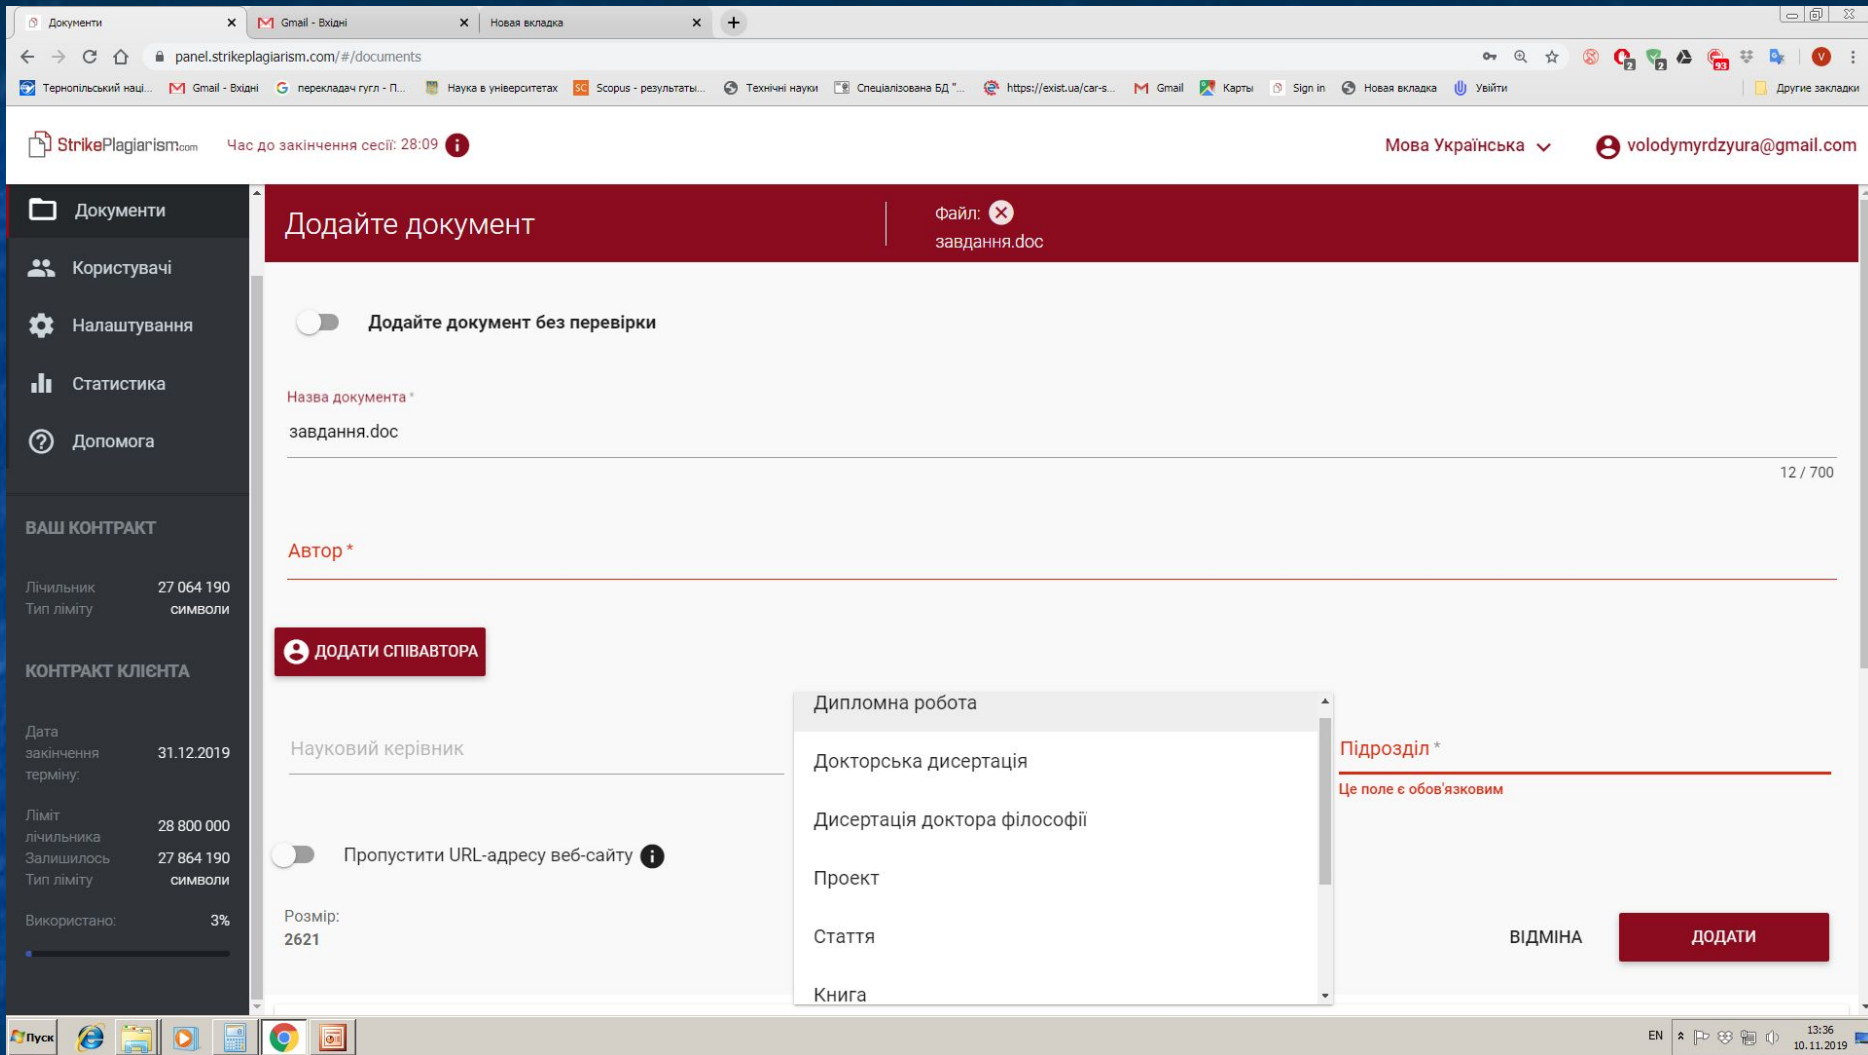 Документи
Gmail - Вхідні
Новая вкладка
panel.strikeplagiarism.com/#/documents
2
2
93
V
Тернопільський наці...
Gmail - Вхідні
перекладач гугл - П...
Наука в університетах
SC Scopus - результаты...
Технічні науки
Спеціалізована БД "...
https://exist.ua/car-s...
Gmail
Карты
Sign in
Новая вкладка
Увійти
Другие закладки
StrikePlagiarism.com
Час до закінчення сесії: 28:09
Мова Українська
volodymyrdzyura@gmail.com
Документи
Користувачі
Налаштування
Статистика
Допомога
ВАШ КОНТРАКТ
Лічильник 27 064 190
Тип ліміту символи
КОНТРАКТ КЛІЄНТА
Дата
закінчення 31.12.2019
терміну:
Ліміт
лічильника 28 800 000
Залишилось 27 864 190
Тип ліміту символи
Використано: 3%
Додайте документ
Файл:
завдання.doc
Додайте документ без перевірки
Назва документа *
завдання.doc
12 / 700
Автор *
ДОДАТИ СПІВАВТОРА
Науковий керівник
Дипломна робота
Докторська дисертація
Дисертація доктора філософії
Проект
Стаття
Книга
Підрозділ *
Це поле є обов'язковим
Пропустити URL-адресу веб-сайту
Розмір:
2621
ВІДМІНА
ДОДАТИ
Пуск
EN
13:36
10.11.2019